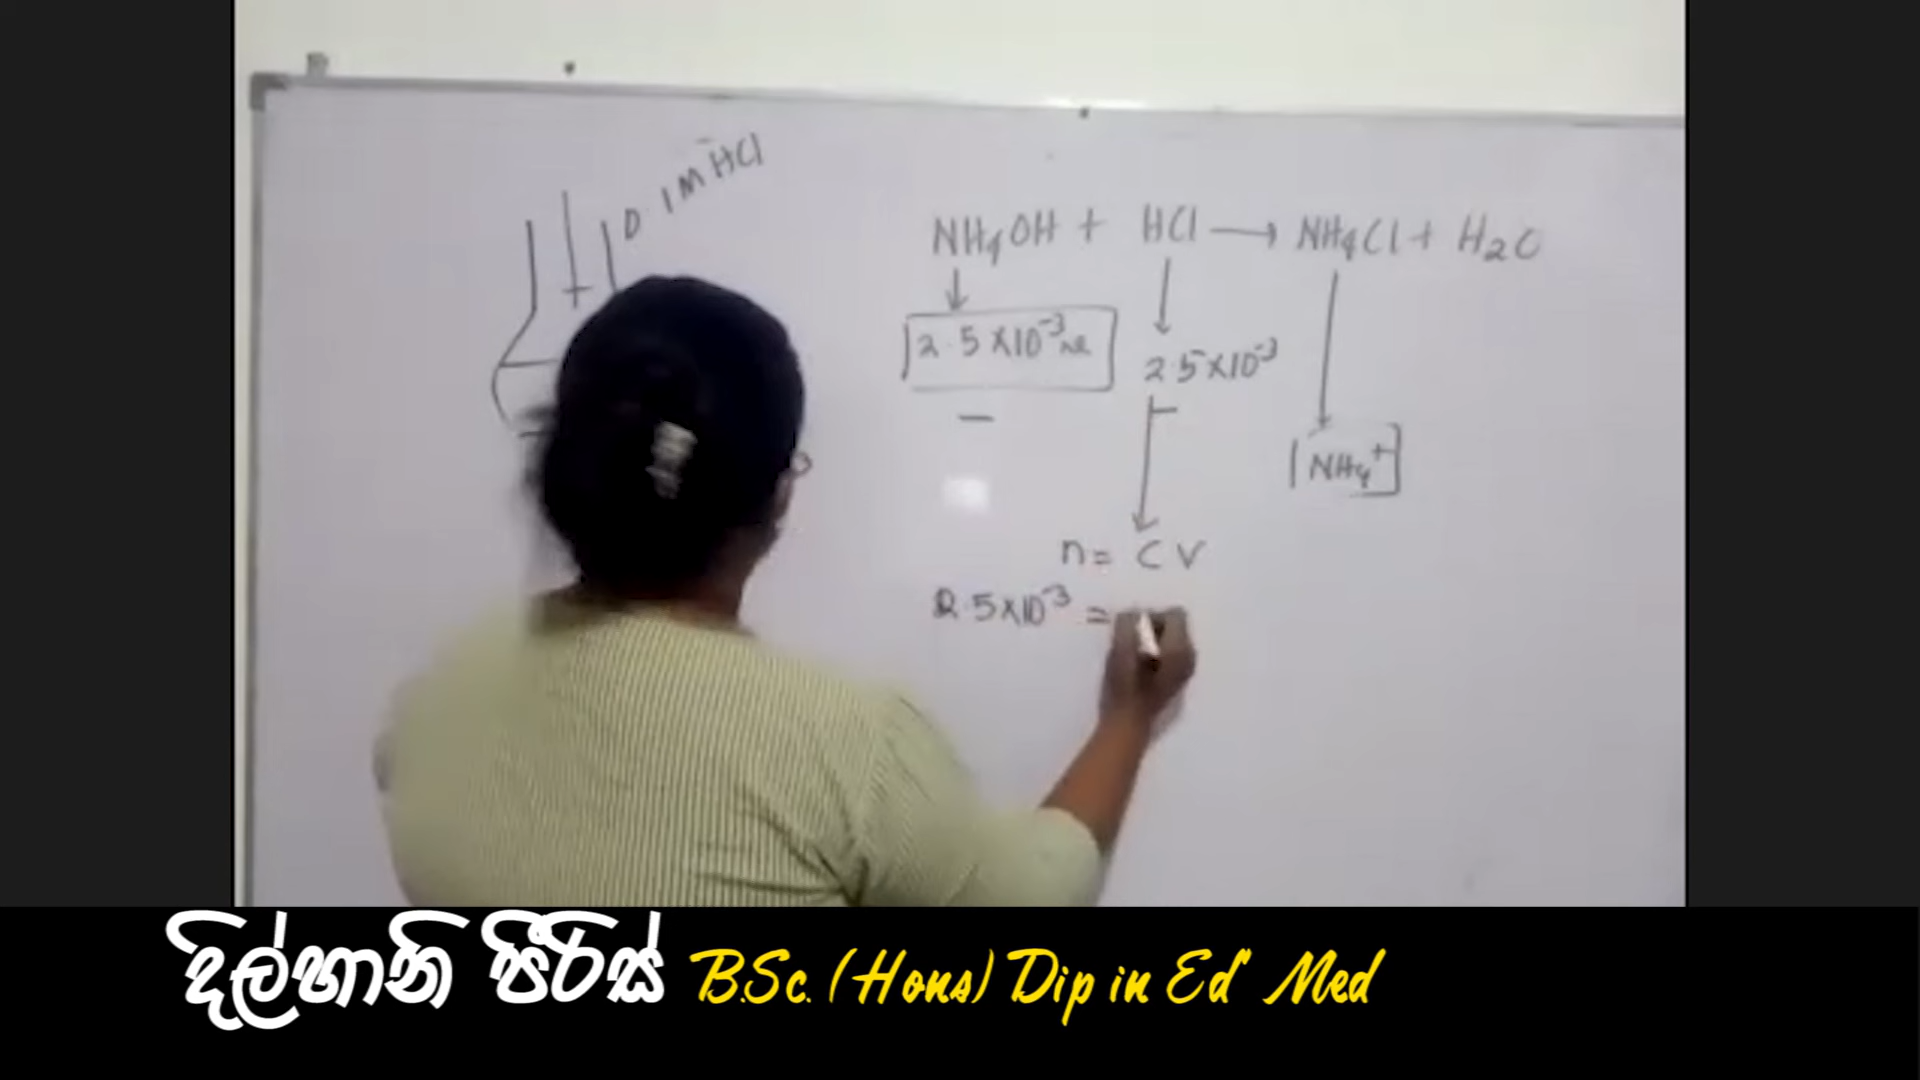 0.1M HCl
NH4OH + HCl → NH4Cl + H2O
2.5×10⁻³
2.5×10⁻³
[NH4⁺]
n = C V
2.5×10⁻³ =
දිල්හානි පීරිස් B.Sc. (Hons) Dip in Ed Med